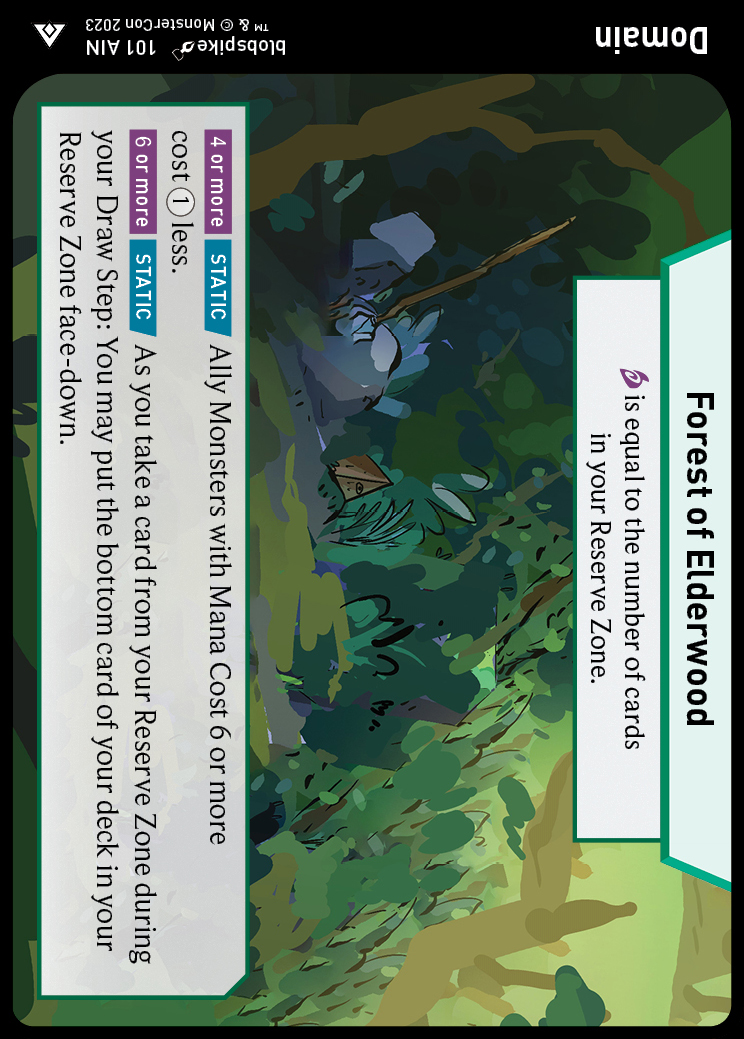 Forest of Elderwood
is equal to the number of cards
in your Reserve Zone.
4 or more STATIC Ally Monsters with Mana Cost 6 or more
cost 1 less.
6 or more STATIC As you take a card from your Reserve Zone during
your Draw Step: You may put the bottom card of your deck in your
Reserve Zone face-down.
Domain
blobspike 101 AIN
™ & © MonsterCon 2023